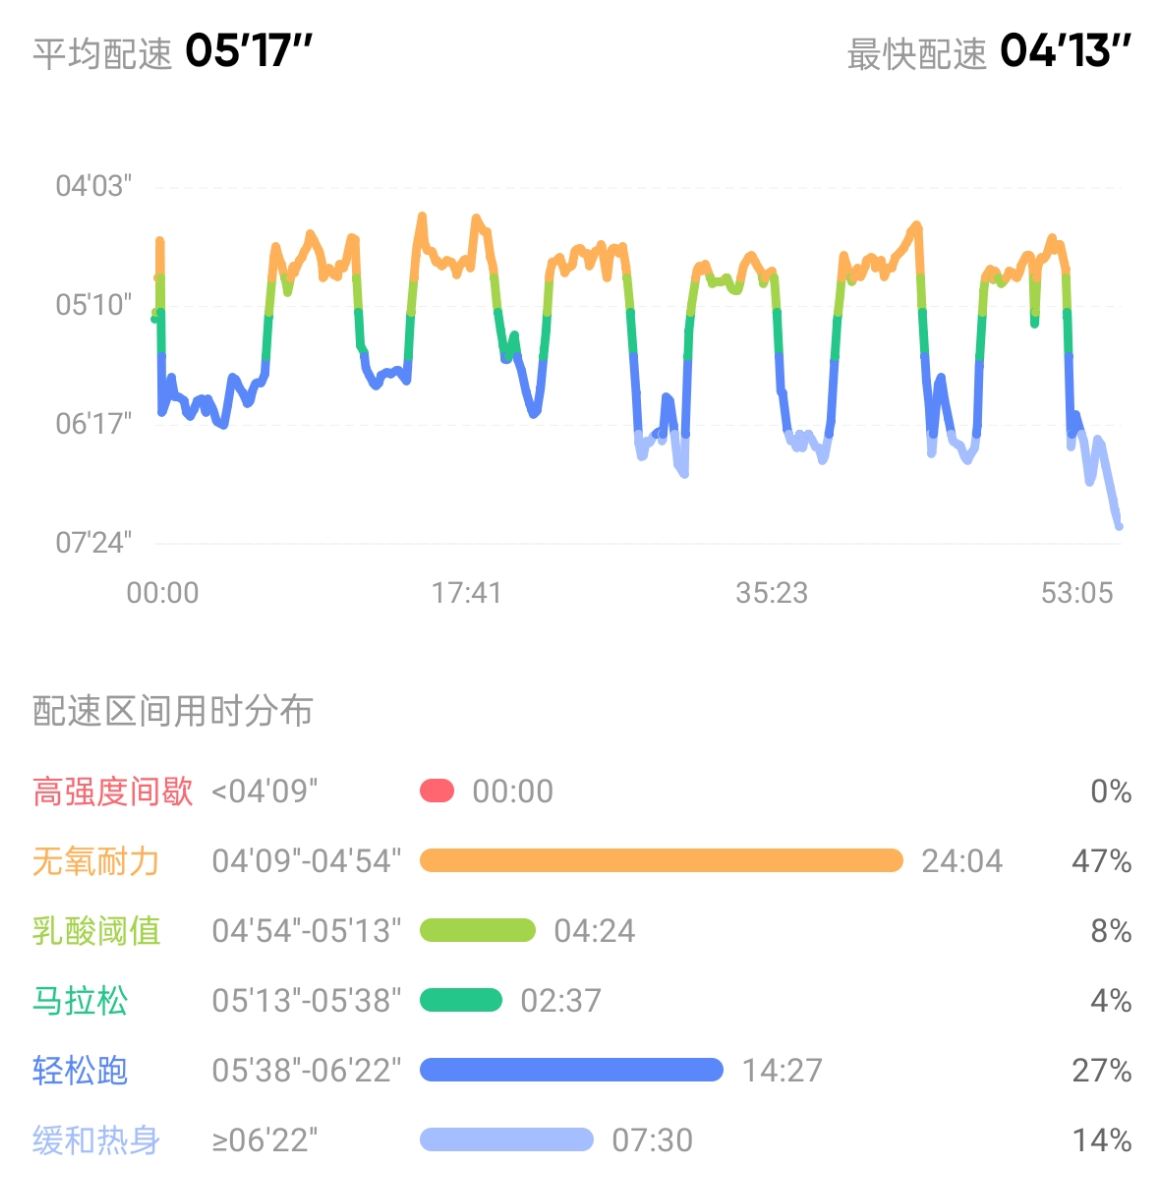 平均配速 05'17" 最快配速 04'13"
04'03"
05'10"
06'17"
07'24"
00:00 17:41 35:23 53:05
配速区间用时分布
高强度间歇 <04'09" 00:00 0%
无氧耐力 04'09"-04'54" 24:04 47%
乳酸阈值 04'54"-05'13" 04:24 8%
马拉松 05'13"-05'38" 02:37 4%
轻松跑 05'38"-06'22" 14:27 27%
缓和热身 ≥06'22" 07:30 14%